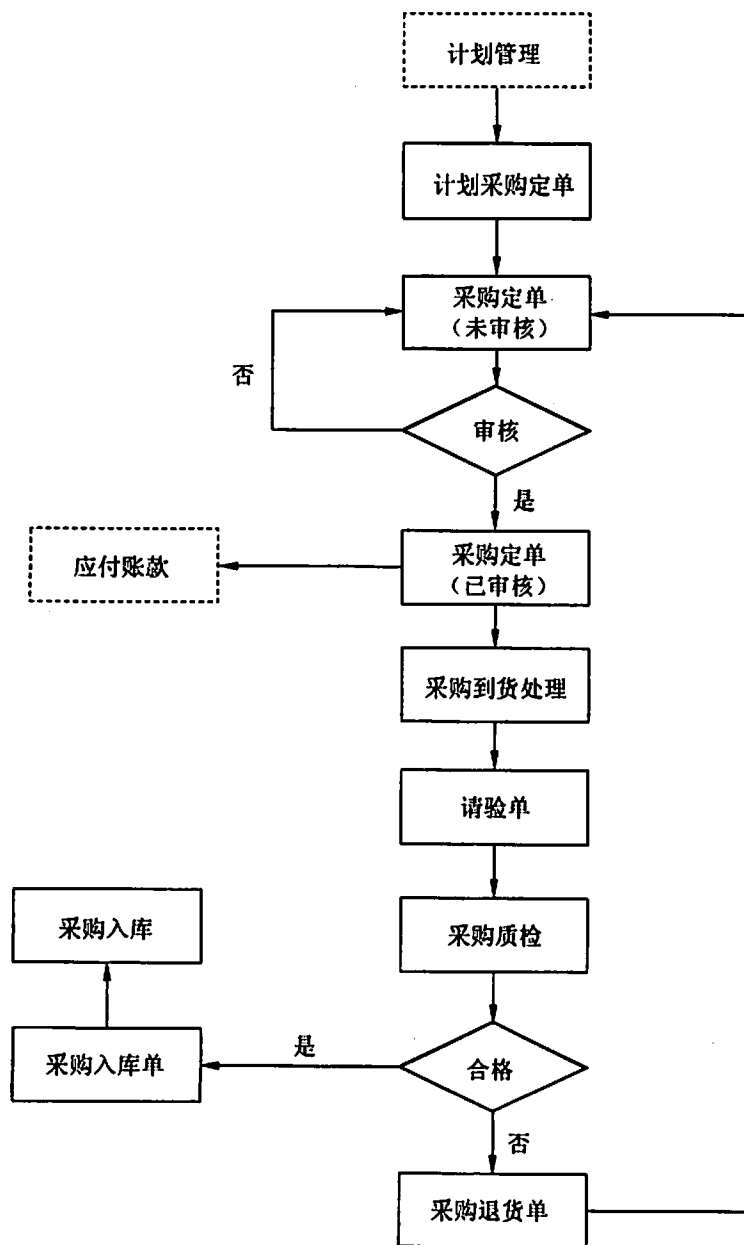 计划管理
计划采购定单
采购定单
（未审核）
否
审核
是
应付账款
采购定单
（已审核）
采购到货处理
请验单
采购入库
采购质检
是
采购入库单
合格
否
采购退货单